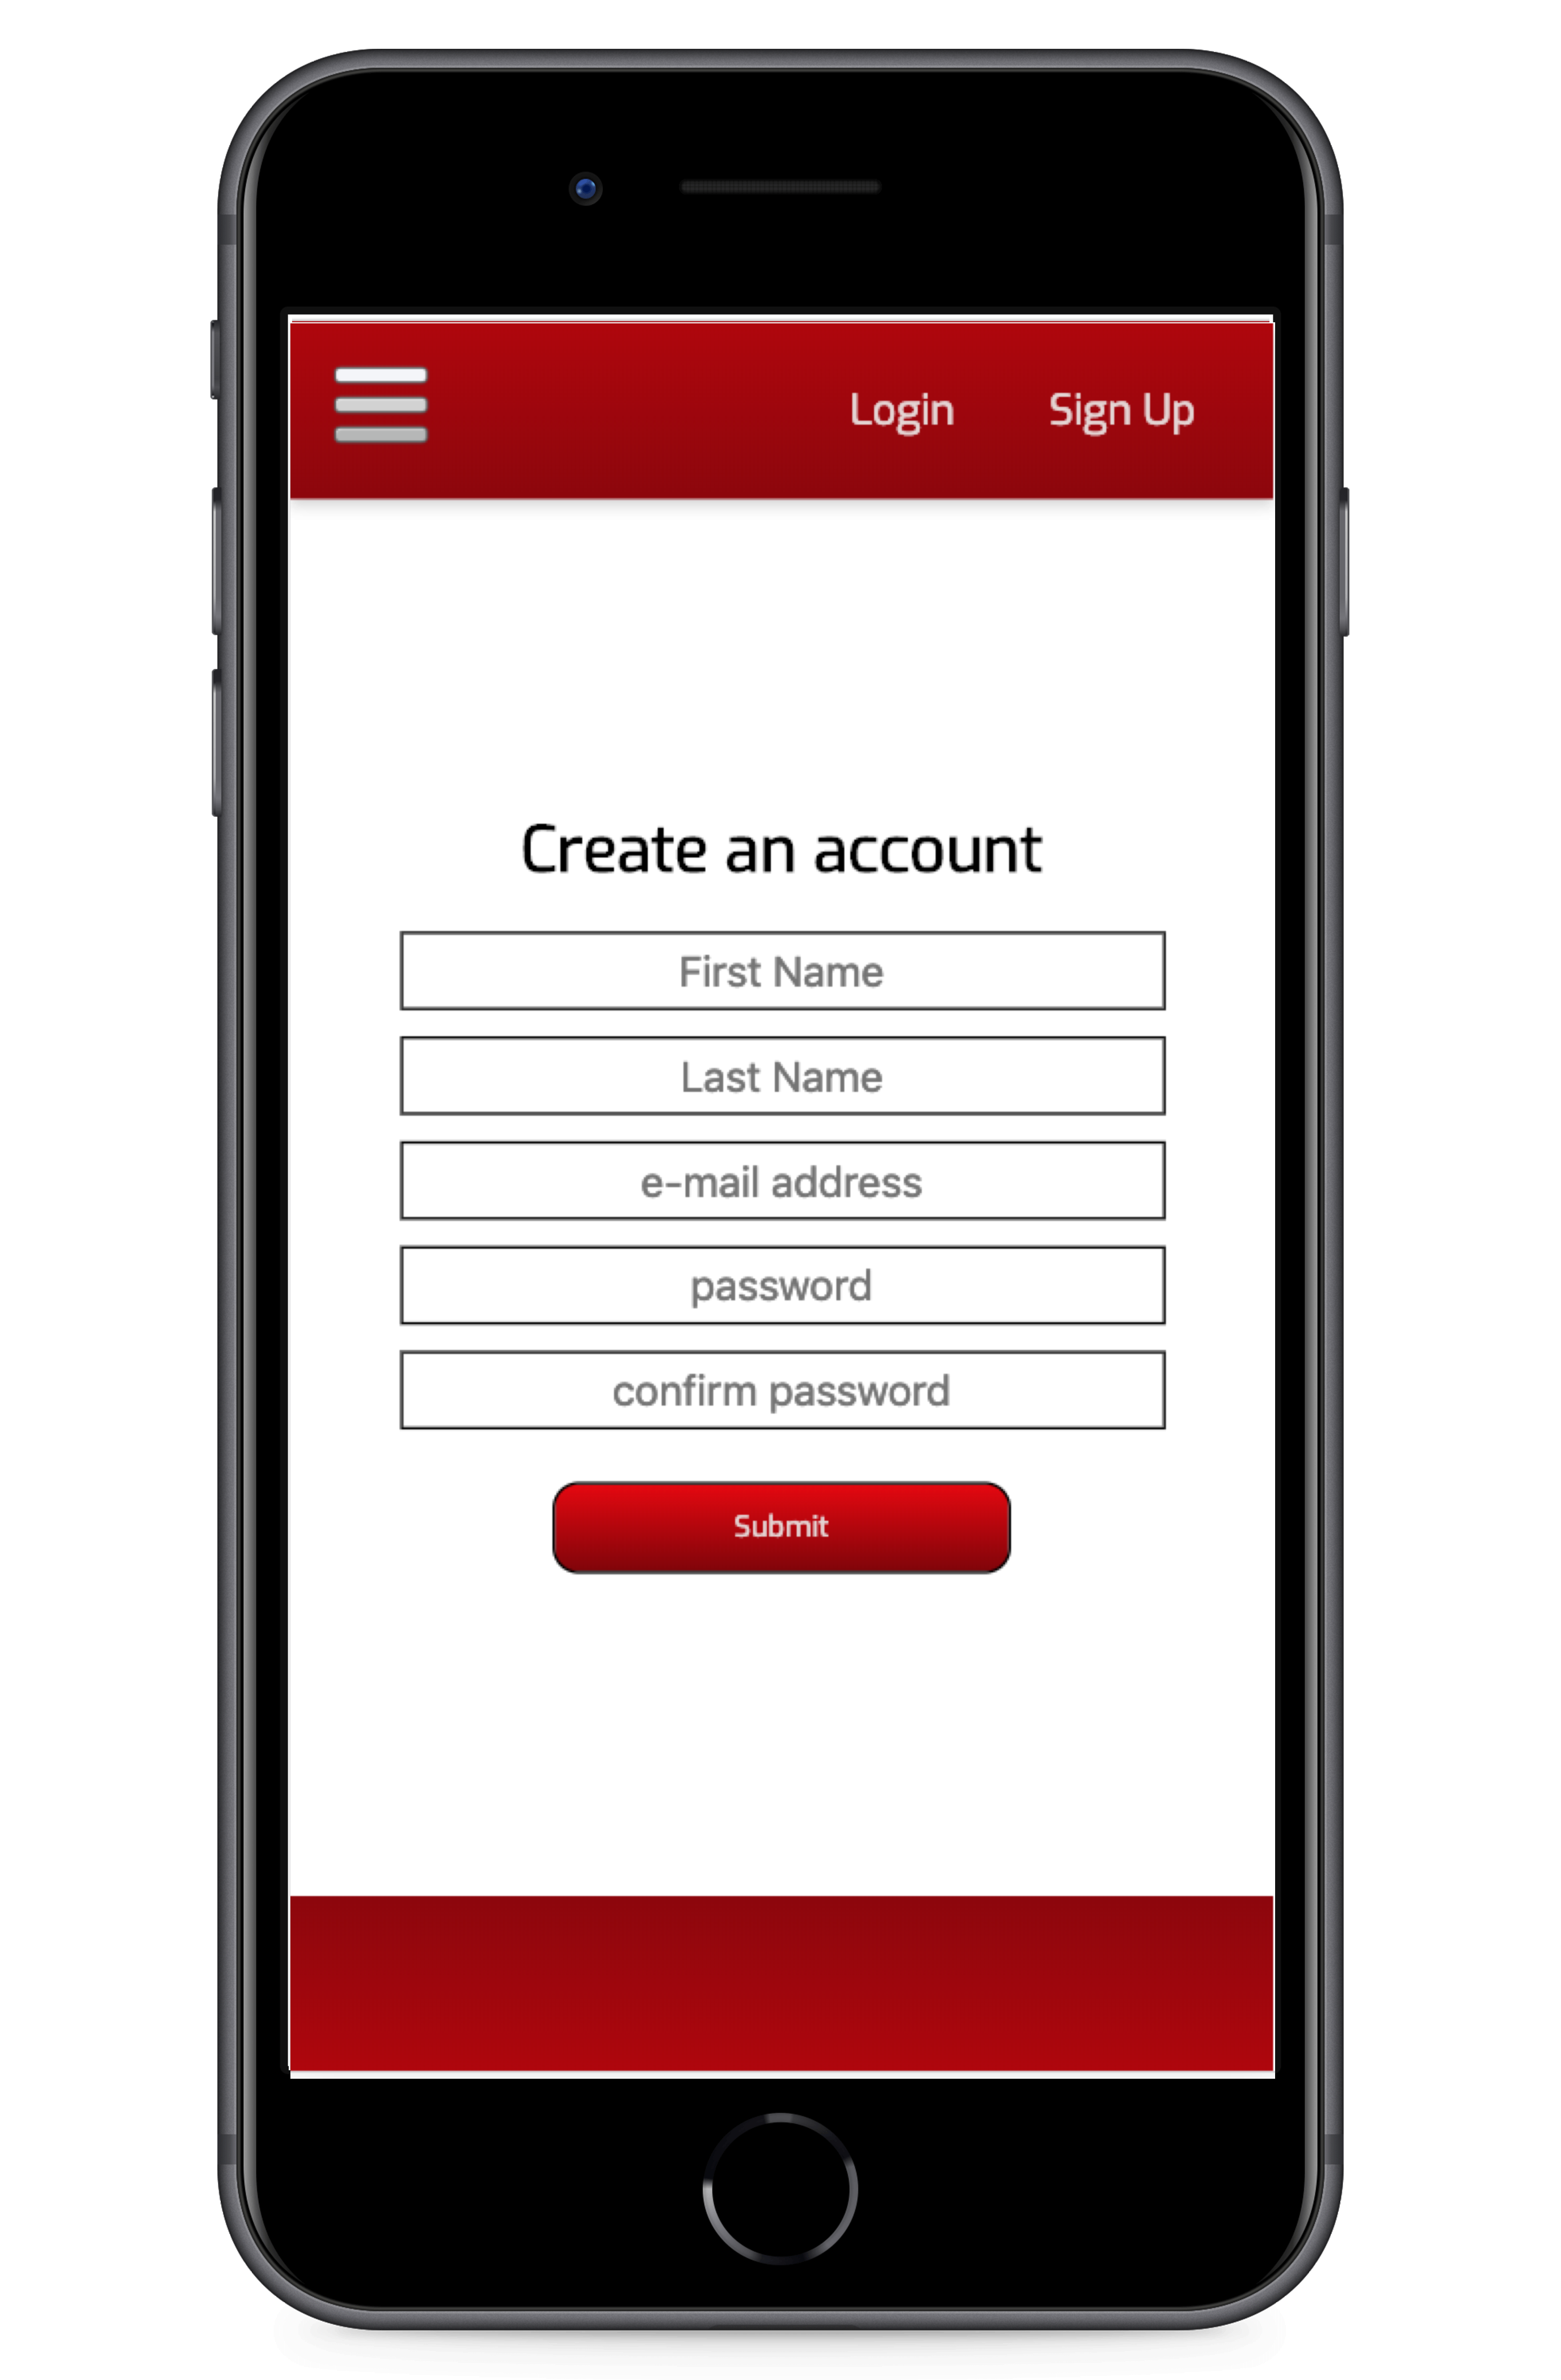 Login Sign Up
Create an account
First Name
Last Name
e-mail address
password
confirm password
Submit